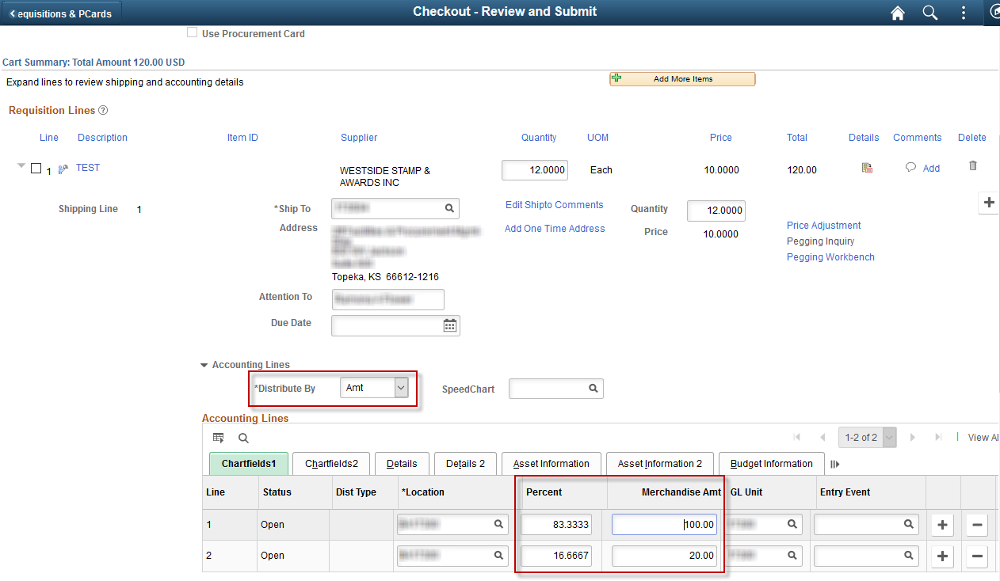 equisitions & PCards
Checkout - Review and Submit
Use Procurement Card
Cart Summary: Total Amount 120.00 USD
Expand lines to review shipping and accounting details
Add More Items
Requisition Lines ?
Line Description Item ID Supplier Quantity UOM Price Total Details Comments Delete
1 TEST WESTSIDE STAMP & 12.0000 Each 10.0000 120.00 Add
AWARDS INC
Shipping Line 1 *Ship To Edit Shipto Comments Quantity 12.0000
Address Add One Time Address Price 10.0000 Price Adjustment
Pegging Inquiry
Pegging Workbench
Topeka, KS 66612-1216
Attention To
Due Date
Accounting Lines
*Distribute By Amt SpeedChart
Accounting Lines
1-2 of 2 View Al
Chartfields1 Chartfields2 Details Details 2 Asset Information Asset Information 2 Budget Information
Line Status Dist Type *Location Percent Merchandise Amt GL Unit Entry Event
1 Open 83.3333 100.00
2 Open 16.6667 20.00